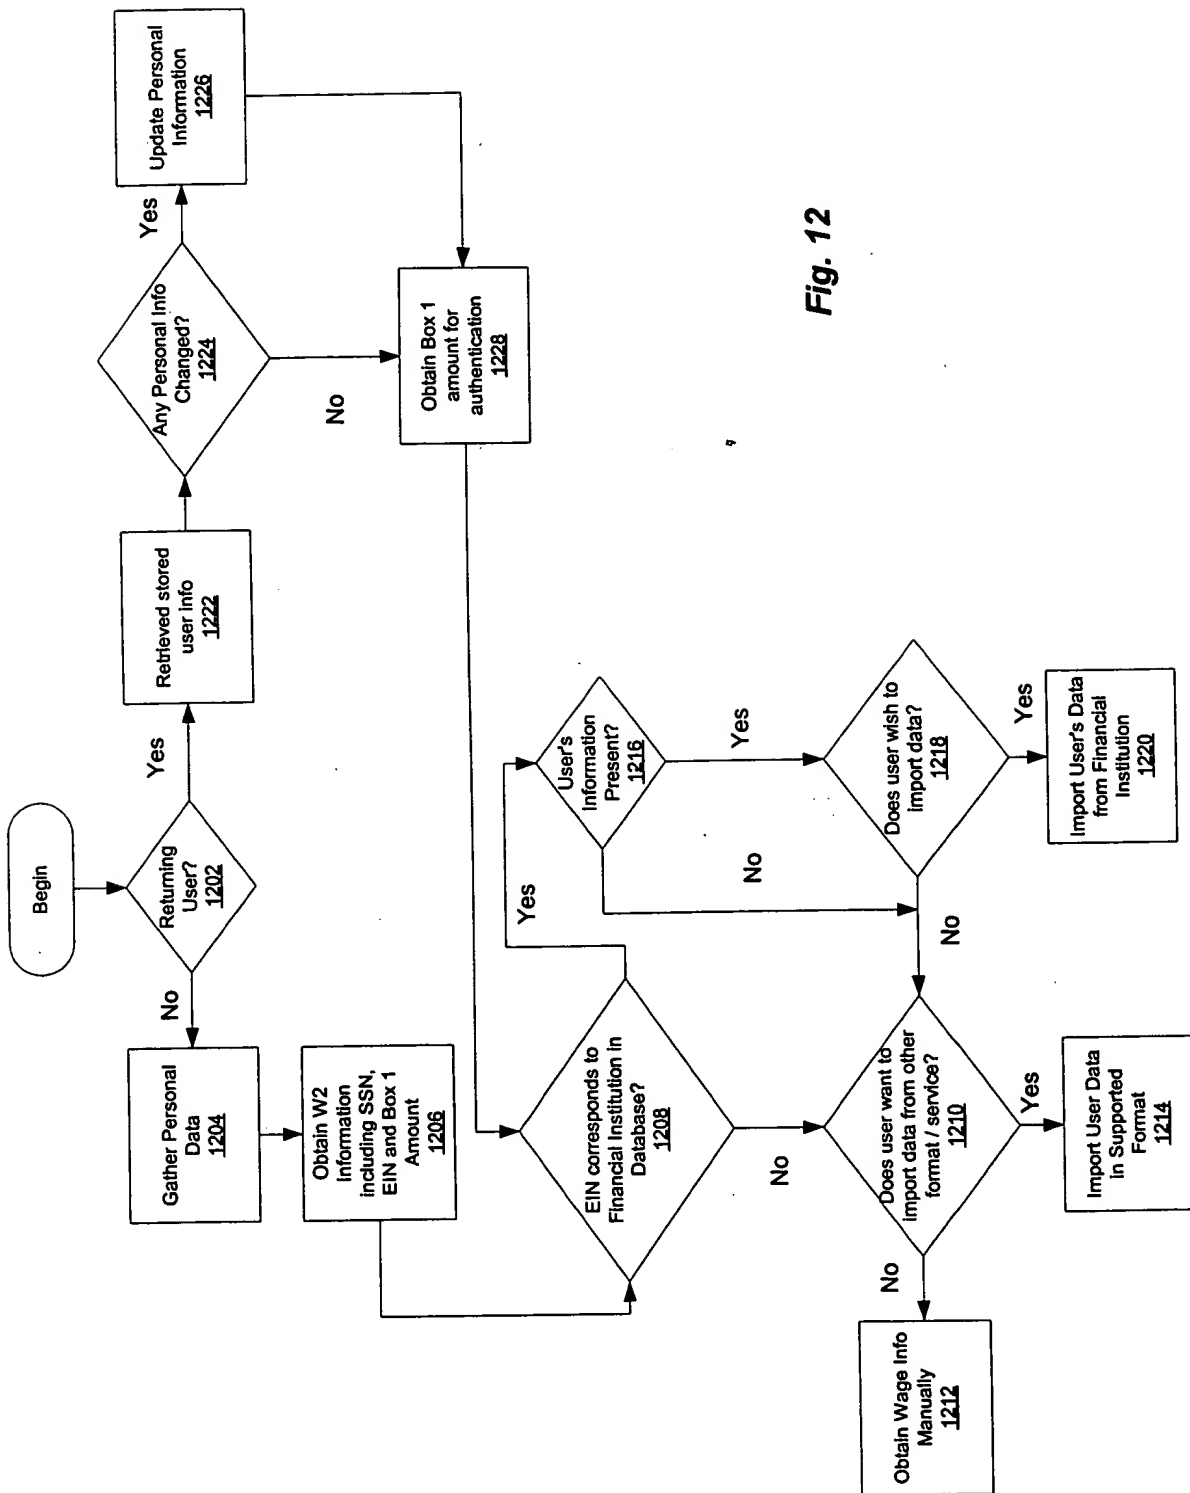 Begin
Returning
User?
1202
Yes
No
Retrieved stored
user info
1222
Any Personal Info
Changed?
1224
Yes
No
Update Personal
Information
1226
Obtain Box 1
amount for
authentication
1228
Gather Personal
Data
1204
Obtain W2
Information
including SSN,
EIN and Box 1
Amount
1206
EIN corresponds to
Financial Institution in
Database?
1208
Yes
No
User's
Information
Present?
1216
Yes
No
Does user wish to
import data?
1218
Yes
No
Import User's Data
from Financial
Institution
1220
Does user want to
import data from other
format / service?
1210
Yes
No
Import User Data
in Supported
Format
1214
Obtain Wage Info
Manually
1212
Fig. 12